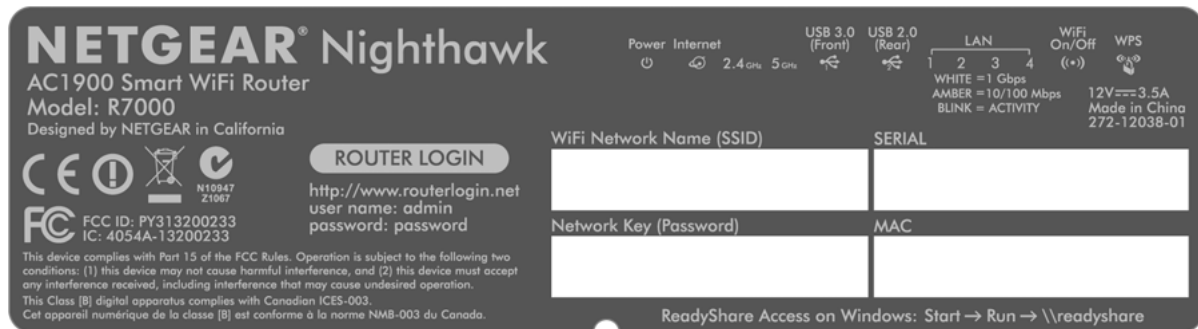 NETGEAR® Nighthawk
AC1900 Smart WiFi Router
Model: R7000
Designed by NETGEAR in California
CE
N10947
Z1067
FC FCC ID: PY313200233
IC: 4054A-13200233
ROUTER LOGIN
http://www.routerlogin.net
user name: admin
password: password
This device complies with Part 15 of the FCC Rules. Operation is subject to the following two
conditions: (1) this device may not cause harmful interference, and (2) this device must accept
any interference received, including interference that may cause undesired operation.
This Class [B] digital apparatus complies with Canadian ICES-003.
Cet appareil numérique de la classe [B] est conforme à la norme NMB-003 du Canada.
Power Internet 2.4 GHz 5 GHz
USB 3.0 (Front)
USB 2.0 (Rear)
LAN
1 2 3 4
WHITE = 1 Gbps
AMBER = 10/100 Mbps
BLINK = ACTIVITY
WiFi On/Off
WPS
12V⎓3.5A
Made in China
272-12038-01
WiFi Network Name (SSID)
SERIAL
Network Key (Password)
MAC
ReadyShare Access on Windows: Start → Run → \\readyshare